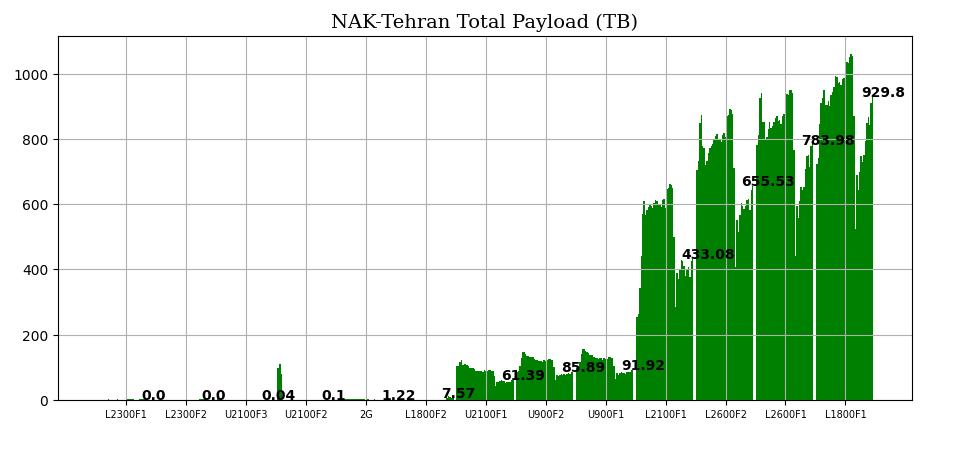 NAK-Tehran Total Payload (TB)
1000
800
600
400
200
0
0.0 0.0 0.04 0.1 1.22 7.57 61.39 85.89 91.92 433.08 655.53 783.98 929.8
L2300F1 L2300F2 U2100F3 U2100F2 2G L1800F2 U2100F1 U900F2 U900F1 L2100F1 L2600F2 L2600F1 L1800F1